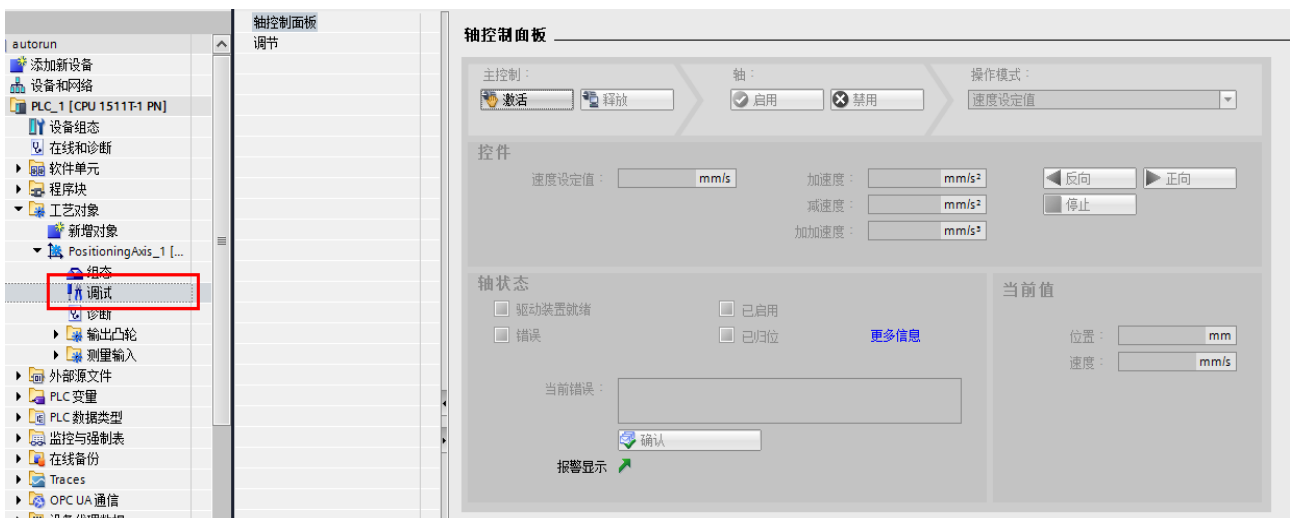 autorun
添加新设备
设备和网络
PLC_1 [CPU 1511T-1 PN]
设备组态
在线和诊断
软件单元
程序块
工艺对象
新增对象
PositioningAxis_1 [...
组态
调试
诊断
输出凸轮
测量输入
外部源文件
PLC 变量
PLC 数据类型
监控与强制表
在线备份
Traces
OPC UA 通信
轴控制面板
调节
轴控制面板
主控制：
激活
释放
轴：
启用
禁用
操作模式：
速度设定值
控件
速度设定值： mm/s
加速度： mm/s²
减速度： mm/s²
加加速度： mm/s³
反向
正向
停止
轴状态
驱动装置就绪
已启用
错误
已归位
更多信息
当前错误：
确认
报警显示
当前值
位置： mm
速度： mm/s